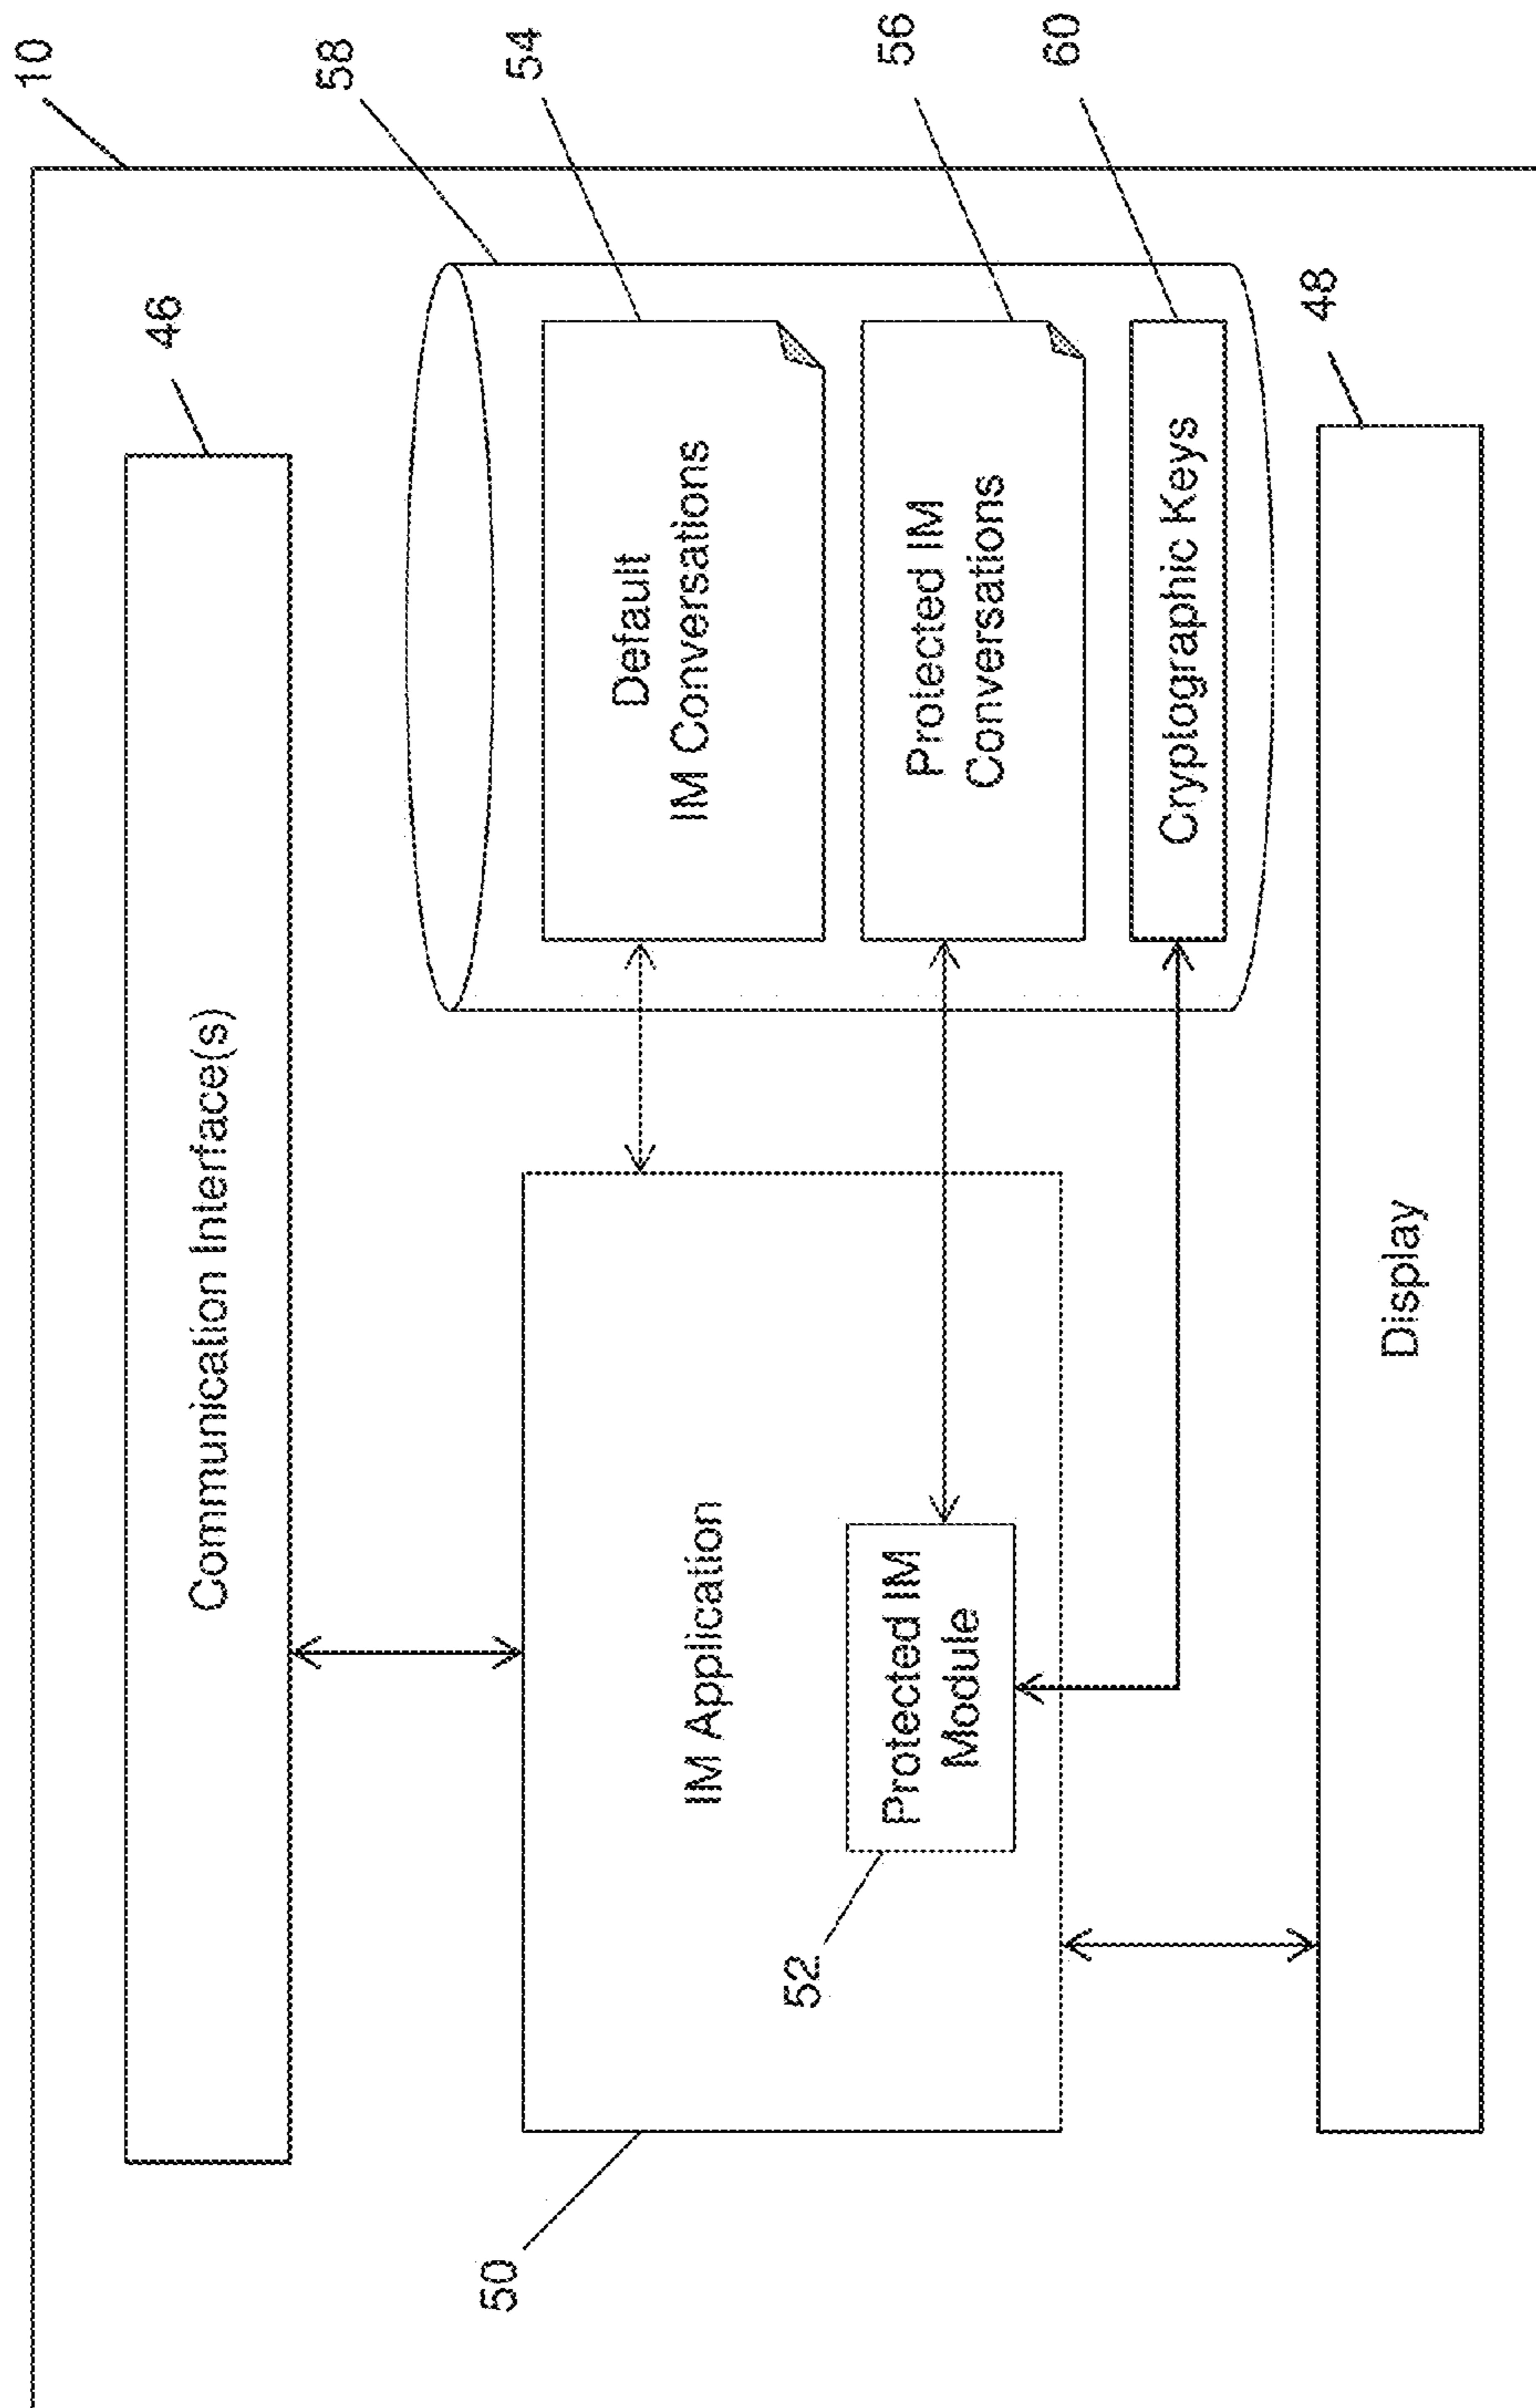 10
58
54
56
60
46
48
Communication Interface(s)
Default
IM Conversations
Protected IM
Conversations
Cryptographic Keys
IM Application
Protected IM
Module
52
50
Display